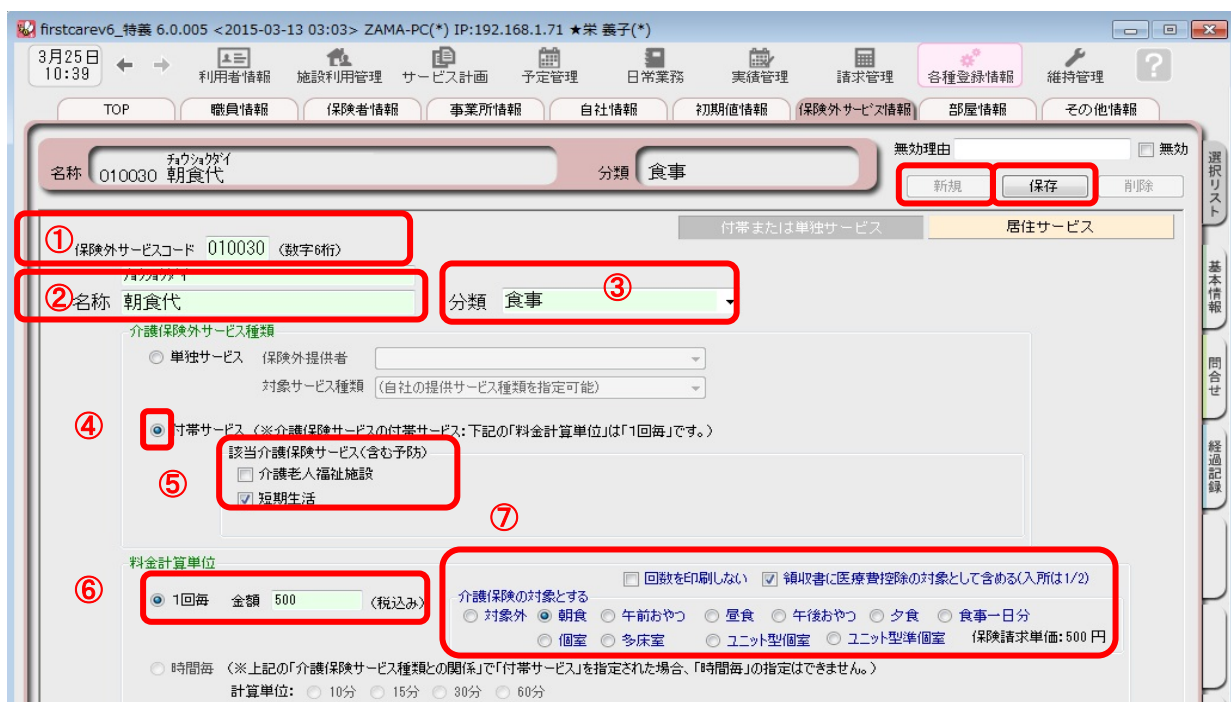 firstcarev6_特養 6.0.005 <2015-03-13 03:03> ZAMA-PC(*) IP:192.168.1.71 ★栄 義子(*)
3月25日
10:39
利用者情報 施設利用管理 サービス計画 予定管理 日常業務 実績管理 請求管理 各種登録情報 維持管理
TOP 職員情報 保険者情報 事業所情報 自社情報 初期値情報 保険外サービス情報 部屋情報 その他情報
無効理由 無効
名称 010030 チョウショクダイ
朝食代
分類 食事
新規 保存 削除
選択リスト
基本情報
問合せ
経過記録
付帯または単独サービス 居住サービス
① 保険外サービスコード 010030 (数字6桁)
チョウショクダイ
② 名称 朝食代 分類 食事 ③
介護保険外サービス種類
単独サービス 保険外提供者
対象サービス種類 (自社の提供サービス種類を指定可能)
④ 付帯サービス (※介護保険サービスの付帯サービス:下記の「料金計算単位」は「1回毎」です。)
該当介護保険サービス(含む予防)
⑤ 介護老人福祉施設
短期生活
⑦
料金計算単位
回数を印刷しない 領収書に医療費控除の対象として含める(入所は1/2)
⑥ 1回毎 金額 500 (税込み)
介護保険の対象とする
対象外 朝食 午前おやつ 昼食 午後おやつ 夕食 食事一日分
個室 多床室 ユニット型個室 ユニット型準個室 保険請求単価:500 円
時間毎 (※上記の「介護保険サービス種類との関係」で「付帯サービス」を指定された場合、「時間毎」の指定はできません。)
計算単位: 10分 15分 30分 60分